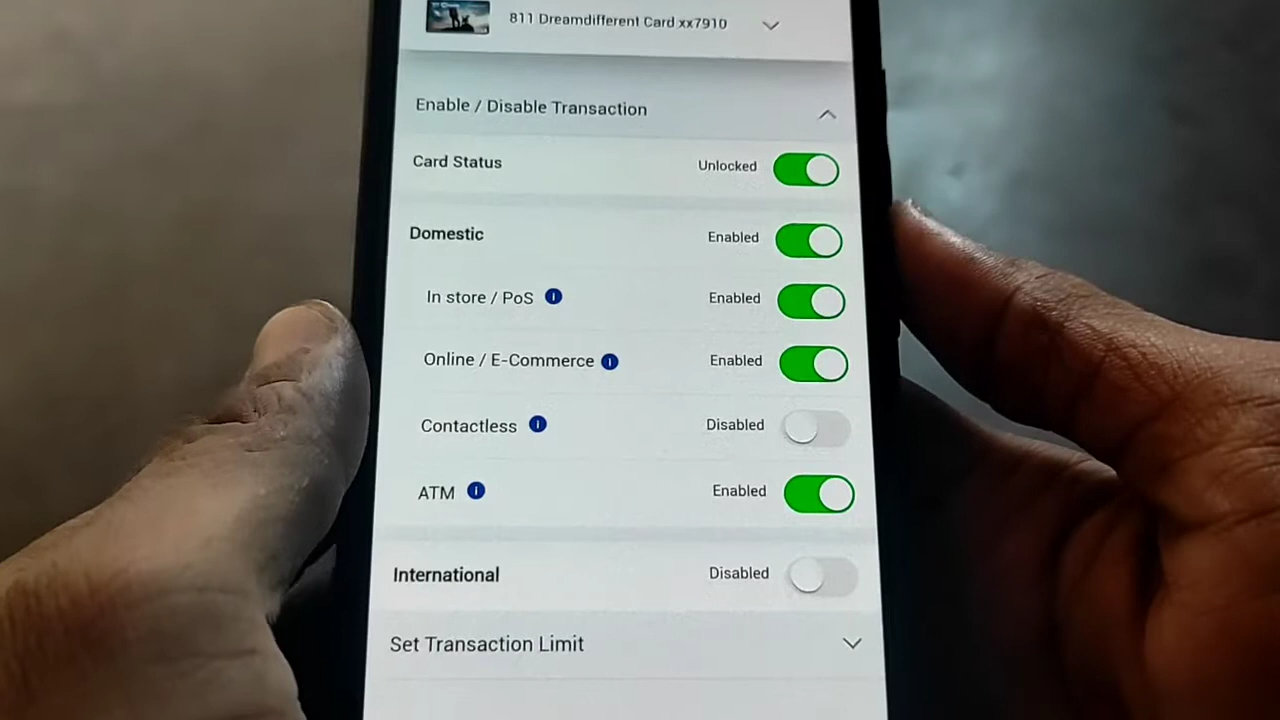 811 Dreamdifferent Card xx7910
Enable / Disable Transaction
Card Status Unlocked
Domestic Enabled
In store / PoS i Enabled
Online / E-Commerce i Enabled
Contactless i Disabled
ATM i Enabled
International Disabled
Set Transaction Limit